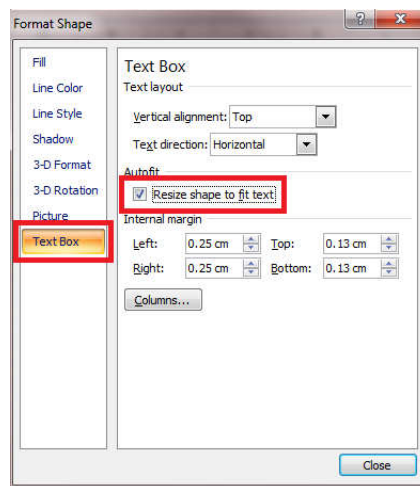 Format Shape
Fill
Line Color
Line Style
Shadow
3-D Format
3-D Rotation
Picture
Text Box
Text Box
Text layout
Vertical alignment: Top
Text direction: Horizontal
Autofit
Resize shape to fit text
Internal margin
Left: 0.25 cm Top: 0.13 cm
Right: 0.25 cm Bottom: 0.13 cm
Columns...
Close